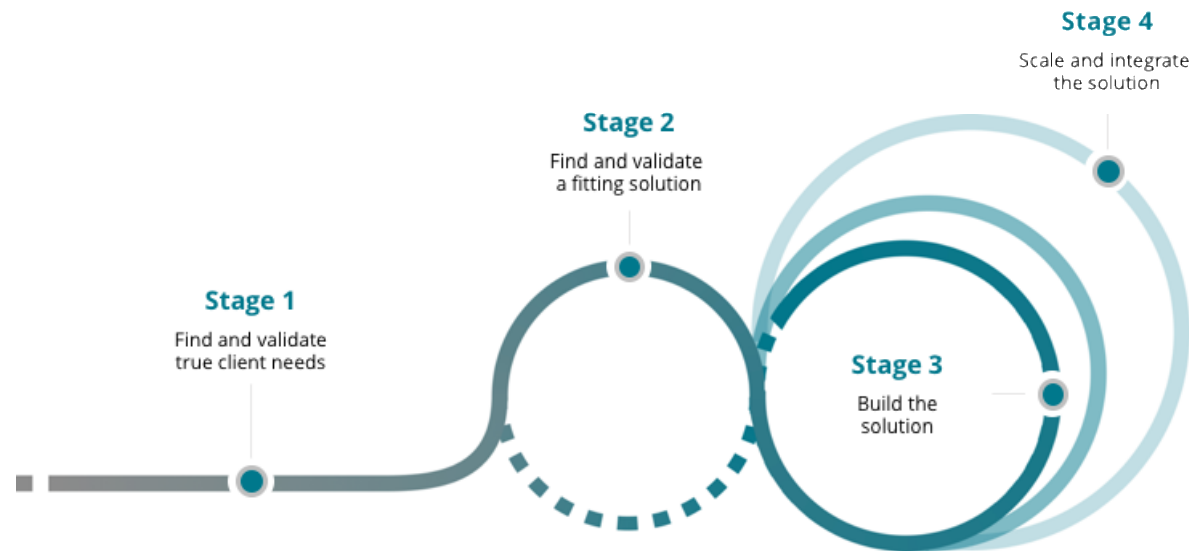 Stage 1
Find and validate
true client needs
Stage 2
Find and validate
a fitting solution
Stage 3
Build the
solution
Stage 4
Scale and integrate
the solution